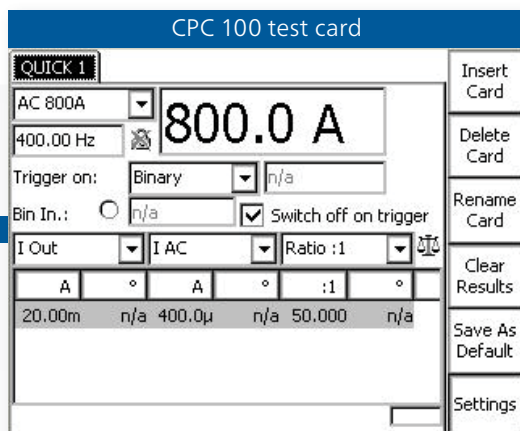 CPC 100 test card
QUICK 1
AC 800A
800.0 A
400.00 Hz
Trigger on: Binary n/a
Bin In.: n/a Switch off on trigger
I Out I AC Ratio :1
A ° A ° :1 °
20.00m n/a 400.0µ n/a 50.000 n/a
Insert
Card
Delete
Card
Rename
Card
Clear
Results
Save As
Default
Settings